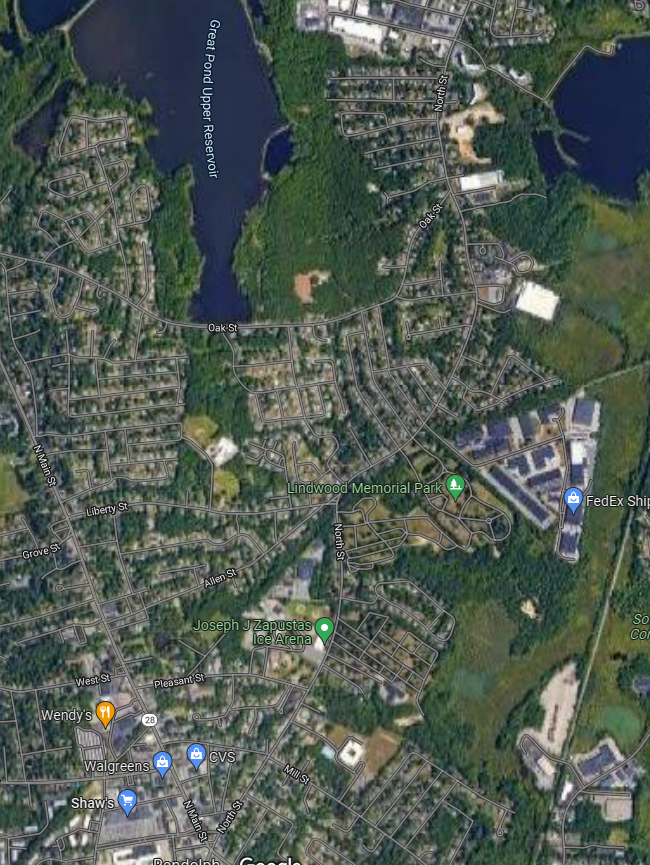 Great Pond Upper Reservoir
North St
Oak St
Oak St
N Main St
Lindwood Memorial Park
FedEx Ship
Liberty St
North St
Grove St
Allen St
Joseph J Zapustas
Ice Arena
So
Con
West St
Pleasant St
Wendy's
28
Walgreens
CVS
Mill St
Shaw's
N Main St
North St
Randolph
Google